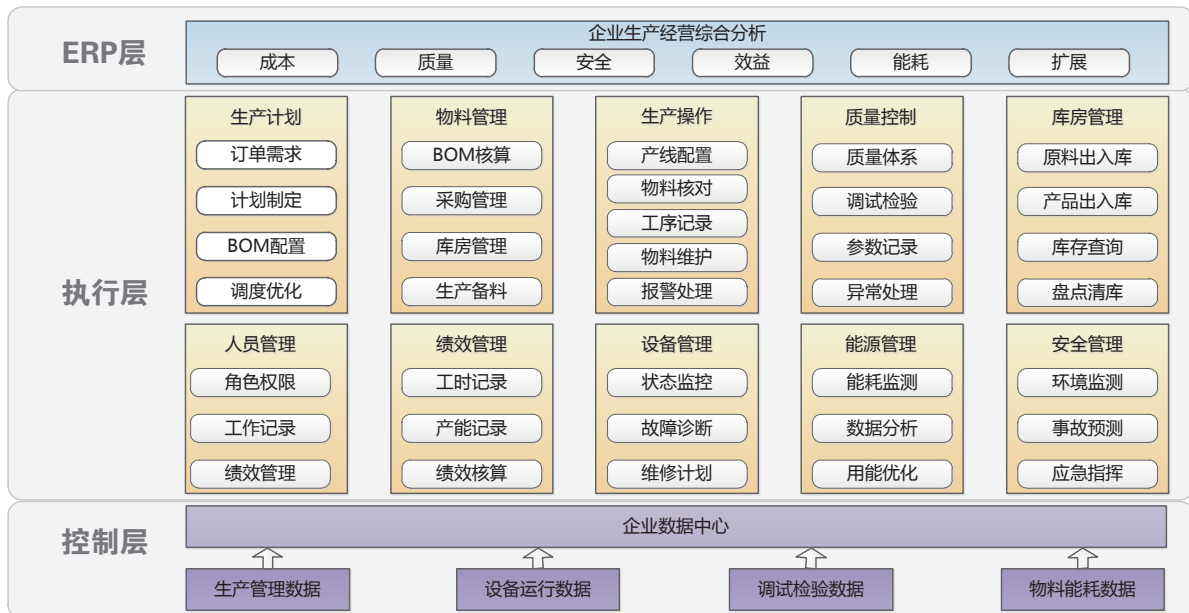 ERP层
企业生产经营综合分析
成本
质量
安全
效益
能耗
扩展
执行层
生产计划
订单需求
计划制定
BOM配置
调度优化
物料管理
BOM核算
采购管理
库房管理
生产备料
生产操作
产线配置
物料核对
工序记录
物料维护
报警处理
质量控制
质量体系
调试检验
参数记录
异常处理
库房管理
原料出入库
产品出入库
库存查询
盘点清库
人员管理
角色权限
工作记录
绩效管理
绩效管理
工时记录
产能记录
绩效核算
设备管理
状态监控
故障诊断
维修计划
能源管理
能耗监测
数据分析
用能优化
安全管理
环境监测
事故预测
应急指挥
控制层
企业数据中心
生产管理数据
设备运行数据
调试检验数据
物料能耗数据